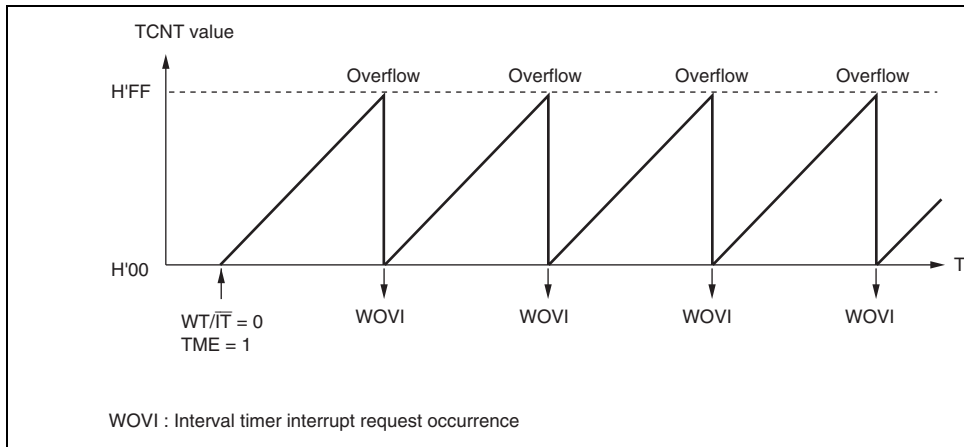 TCNT value
Overflow Overflow Overflow Overflow
H'FF
H'00
T
WT/I̅T̅ = 0
TME = 1
WOVI WOVI WOVI WOVI
WOVI : Interval timer interrupt request occurrence